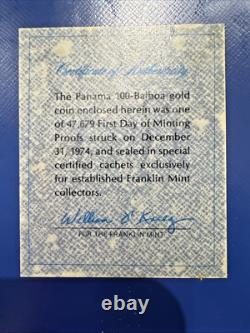 Certificate of Authenticity
The Panama 100-Balboa gold
coin enclosed herein was one
of 47,679 First Day of Minting
Proofs struck on December
31, 1974, and sealed in special
certified cachets exclusively
for established Franklin Mint
collectors.
William
FOR THE FRANKLIN MINT